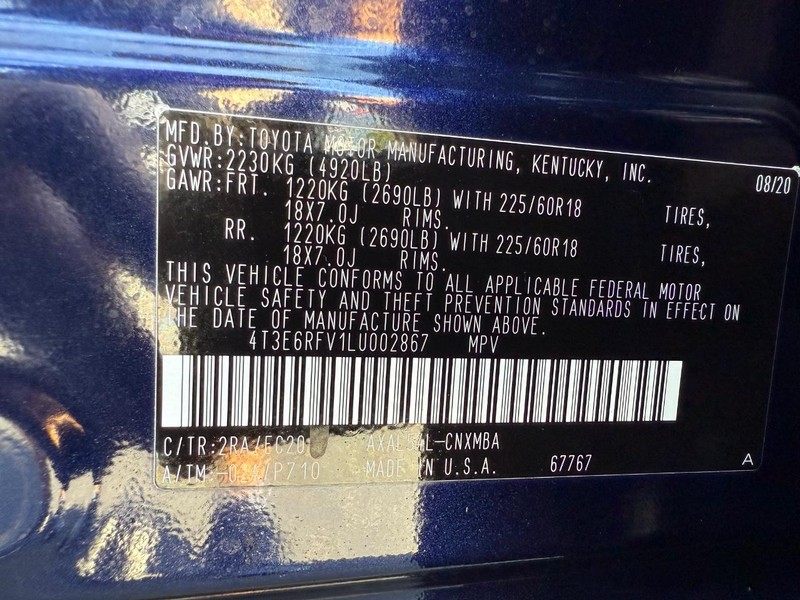 MFD.BY:TOYOTA MOTOR MANUFACTURING, KENTUCKY, INC.
GVWR:2230KG (4920LB) 08/20
GAWR:FRT. 1220KG (2690LB) WITH 225/60R18 TIRES,
18X7.0J RIMS.
RR. 1220KG (2690LB) WITH 225/60R18 TIRES,
18X7.0J RIMS.
THIS VEHICLE CONFORMS TO ALL APPLICABLE FEDERAL MOTOR
VEHICLE SAFETY AND THEFT PREVENTION STANDARDS IN EFFECT ON
THE DATE OF MANUFACTURE SHOWN ABOVE.
4T3E6RFV1LU002867 MPV
C/TR:2RA/EC20
MADE IN U.S.A. 67767 A